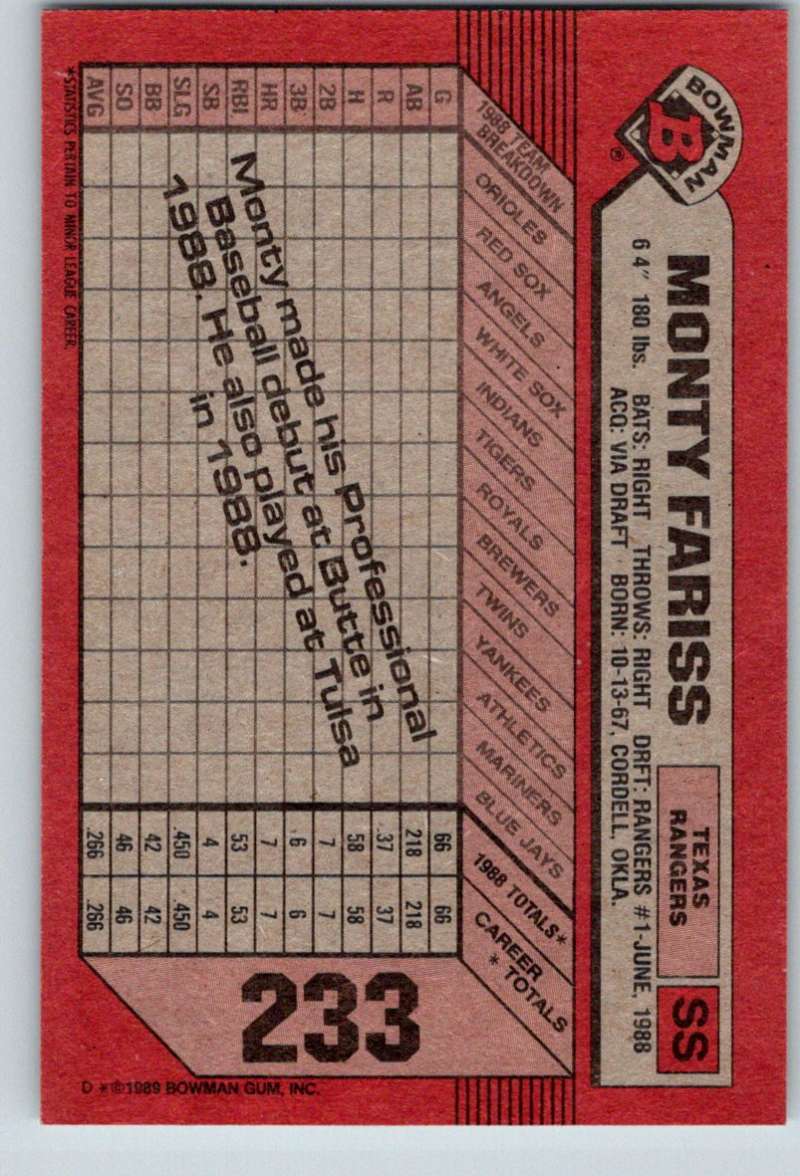 BOWMAN
B
®
MONTY FARISS
TEXAS
RANGERS
SS
6 4" 180 lbs. BATS: RIGHT THROWS: RIGHT DRFT: RANGERS #1-JUNE, 1988
ACQ: VIA DRAFT BORN: 10-13-67, CORDELL, OKLA.
1988 TEAM
BREAKDOWN
ORIOLES
RED SOX
ANGELS
WHITE SOX
INDIANS
TIGERS
ROYALS
BREWERS
TWINS
YANKEES
ATHLETICS
MARINERS
BLUE JAYS
1988 TOTALS*
CAREER
* TOTALS
G 66 66
AB 218 218
R 37 37
H 58 58
2B 7 7
3B 6 6
HR 7 7
RBI 53 53
SB 4 4
SLG .450 .450
BB 42 42
SO 46 46
AVG .266 .266
Monty made his Professional
Baseball debut at Butte in
1988. He also played at Tulsa
in 1988.
233
*STATISTICS PERTAIN TO MINOR LEAGUE CAREER.
D *©1989 BOWMAN GUM, INC.